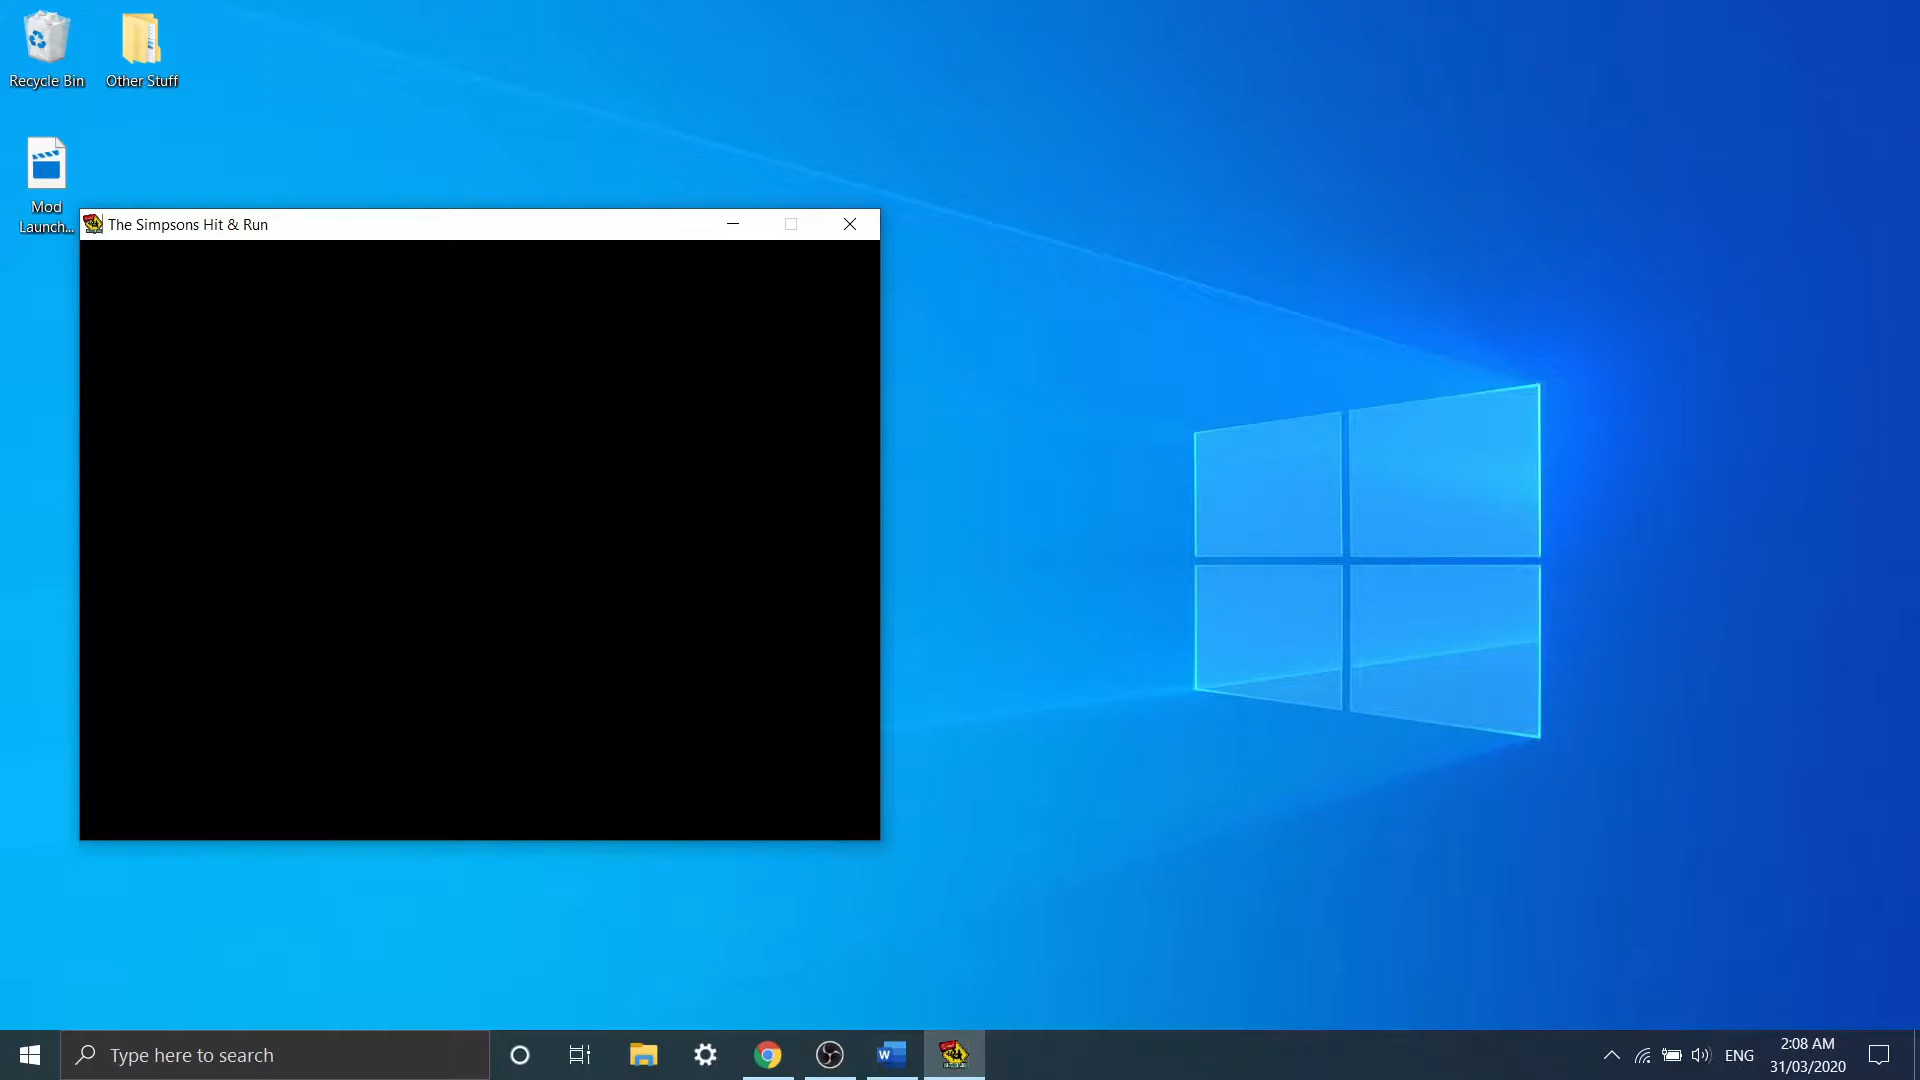 Recycle Bin
Other Stuff
Mod
Launch...
The Simpsons Hit & Run
Type here to search
ENG
2:08 AM
31/03/2020